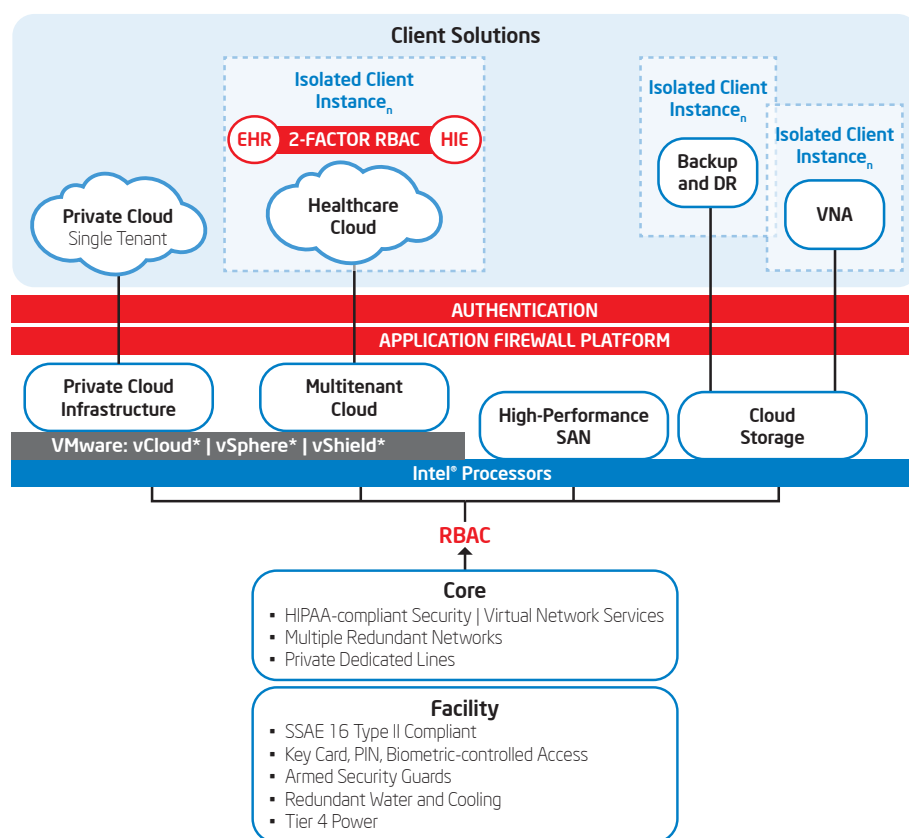 Client Solutions
Isolated Client
Instanceₙ
EHR 2-FACTOR RBAC HIE
Healthcare
Cloud
Private Cloud
Single Tenant
Isolated Client
Instanceₙ
Backup
and DR
Isolated Client
Instanceₙ
VNA
AUTHENTICATION
APPLICATION FIREWALL PLATFORM
Private Cloud
Infrastructure
Multitenant
Cloud
High-Performance
SAN
Cloud
Storage
VMware: vCloud* | vSphere* | vShield*
Intel® Processors
RBAC
Core
▪ HIPAA-compliant Security | Virtual Network Services
▪ Multiple Redundant Networks
▪ Private Dedicated Lines
Facility
▪ SSAE 16 Type II Compliant
▪ Key Card, PIN, Biometric-controlled Access
▪ Armed Security Guards
▪ Redundant Water and Cooling
▪ Tier 4 Power